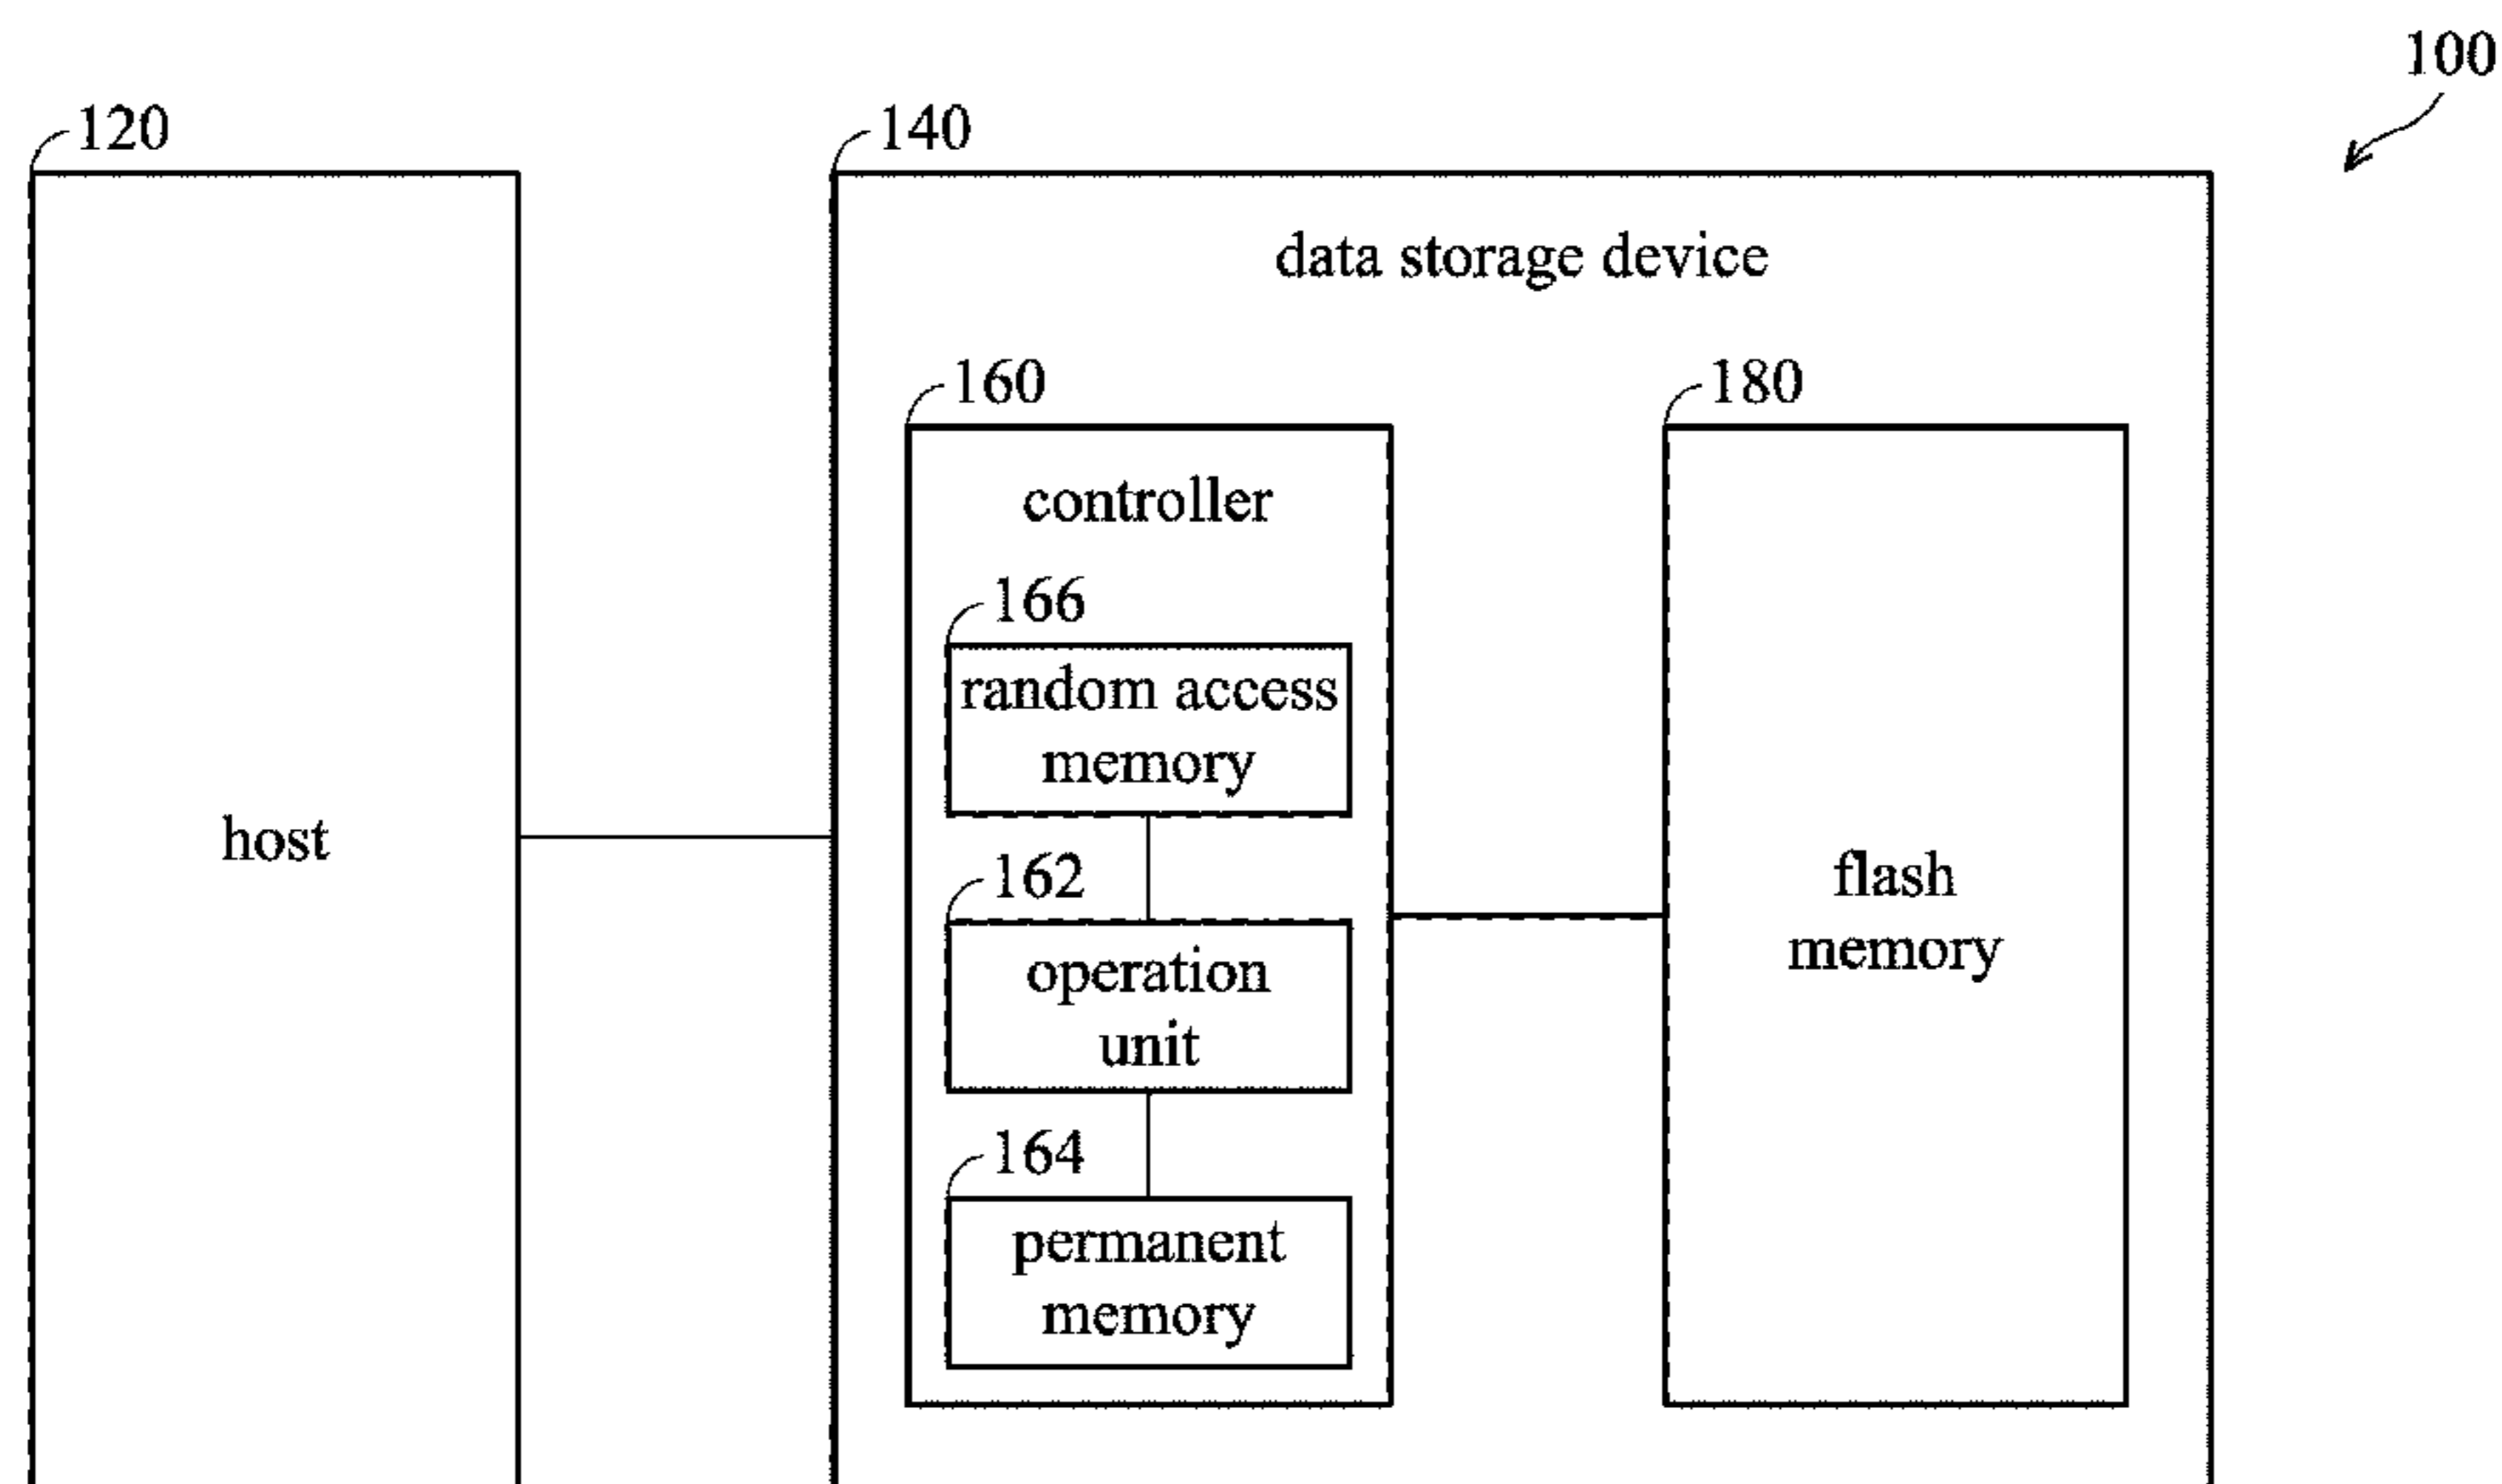 100
120
140
data storage device
160
180
controller
166
random access
memory
host
162
operation
unit
flash
memory
164
permanent
memory